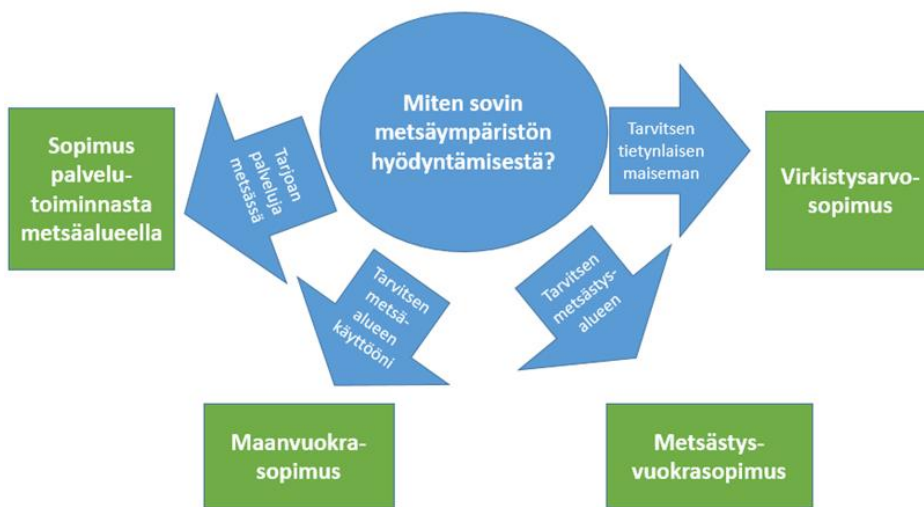 Miten sovin
metsäympäristön
hyödyntämisestä?
Tarjoan
palveluja
metsässä
Sopimus
palvelu-
toiminnasta
metsäalueella
Tarvitsen
metsä-
alueen
käyttööni
Maanvuokra-
sopimus
Tarvitsen
metsästys-
alueen
Metsästys-
vuokrasopimus
Tarvitsen
tietynlaisen
maiseman
Virkistysarvo-
sopimus